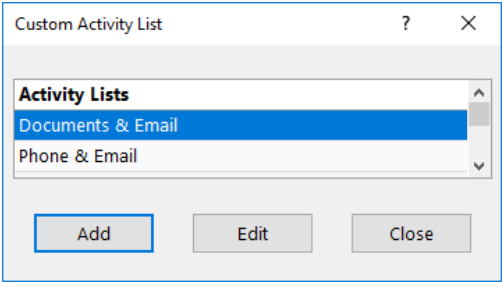 Custom Activity List ?
Activity Lists
Documents & Email
Phone & Email
Add Edit Close